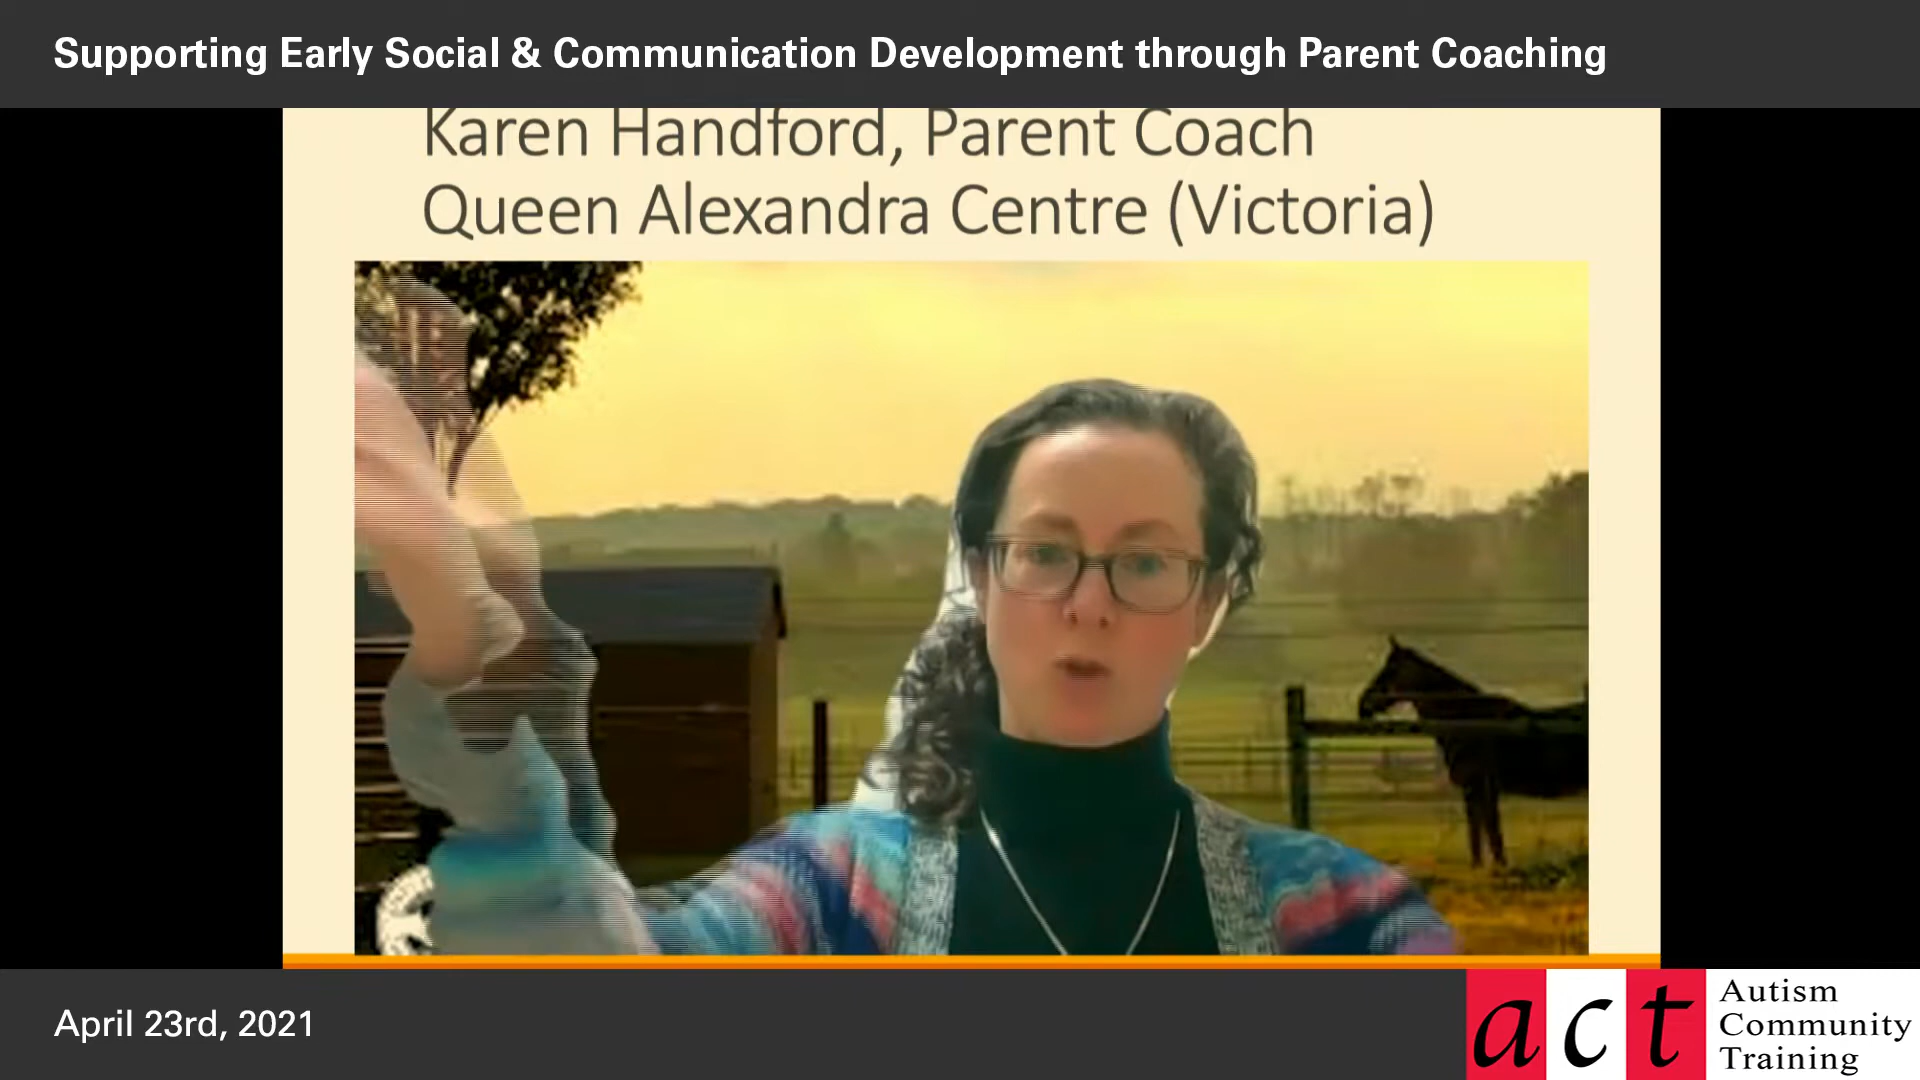 Supporting Early Social & Communication Development through Parent Coaching
Karen Handford, Parent Coach
Queen Alexandra Centre (Victoria)
April 23rd, 2021
act
Autism
Community
Training